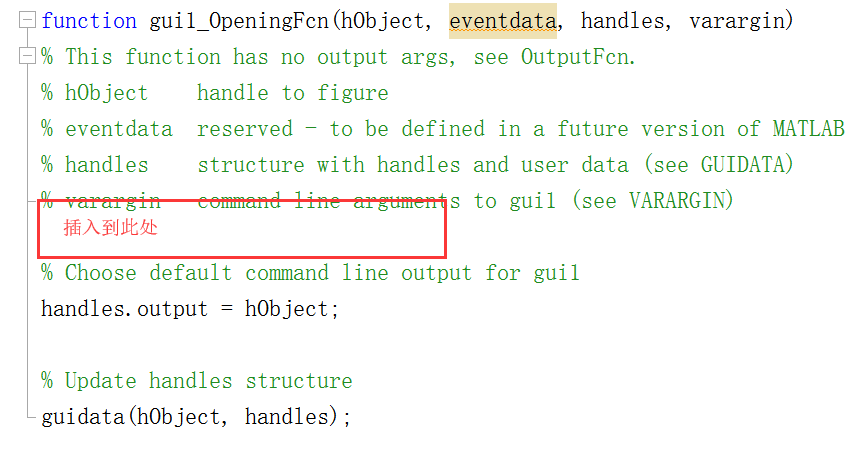 function guil_OpeningFcn(hObject, eventdata, handles, varargin)
% This function has no output args, see OutputFcn.
% hObject    handle to figure
% eventdata  reserved - to be defined in a future version of MATLAB
% handles    structure with handles and user data (see GUIDATA)
% varargin   command line arguments to guil (see VARARGIN)
插入到此处
% Choose default command line output for guil
handles.output = hObject;
% Update handles structure
guidata(hObject, handles);